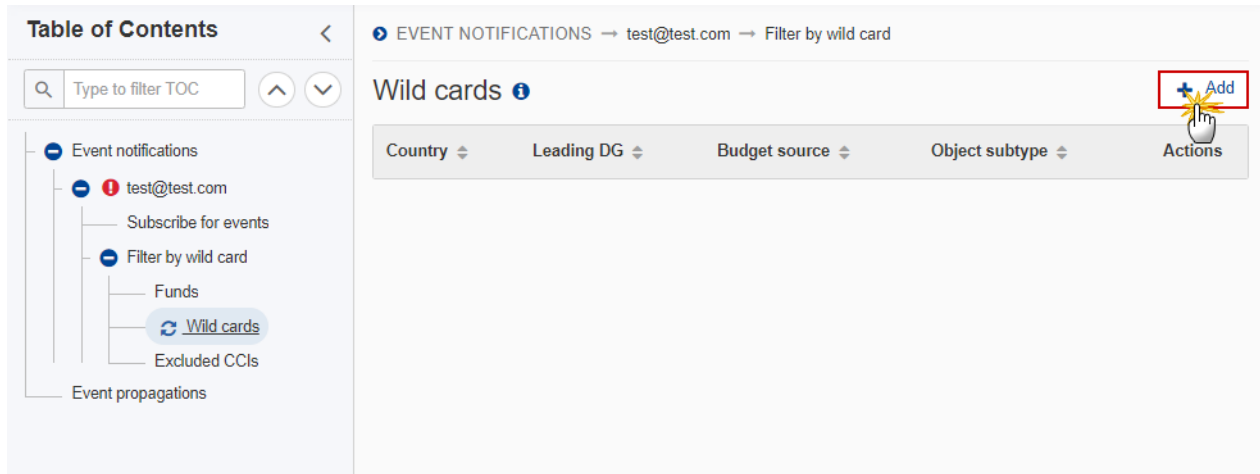 Table of Contents
Type to filter TOC
Event notifications
test@test.com
Subscribe for events
Filter by wild card
Funds
Wild cards
Excluded CCIs
Event propagations
EVENT NOTIFICATIONS → test@test.com → Filter by wild card
Wild cards
Add
Country Leading DG Budget source Object subtype Actions